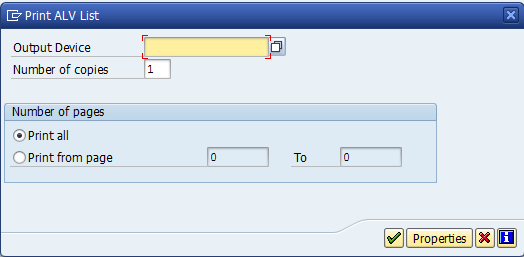 Print ALV List
Output Device
Number of copies 1
Number of pages
Print all
Print from page 0 To 0
Properties